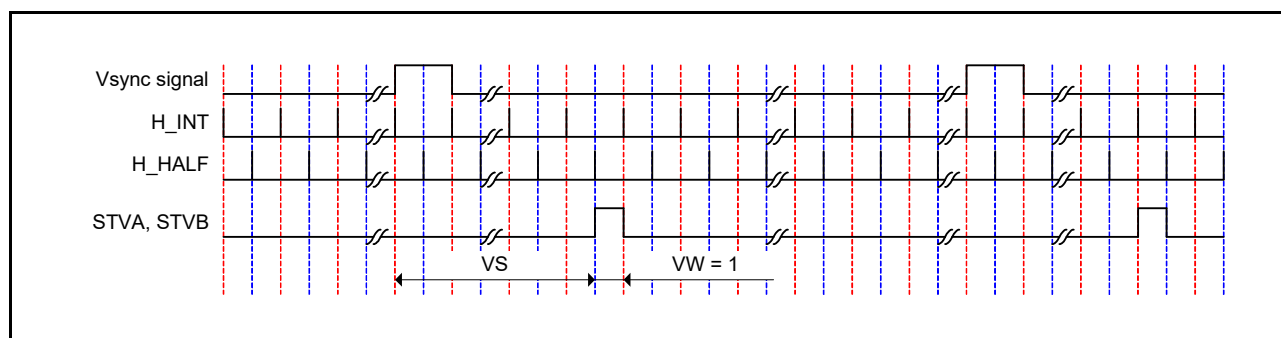 Vsync signal
H_INT
H_HALF
STVA, STVB
VS
VW = 1